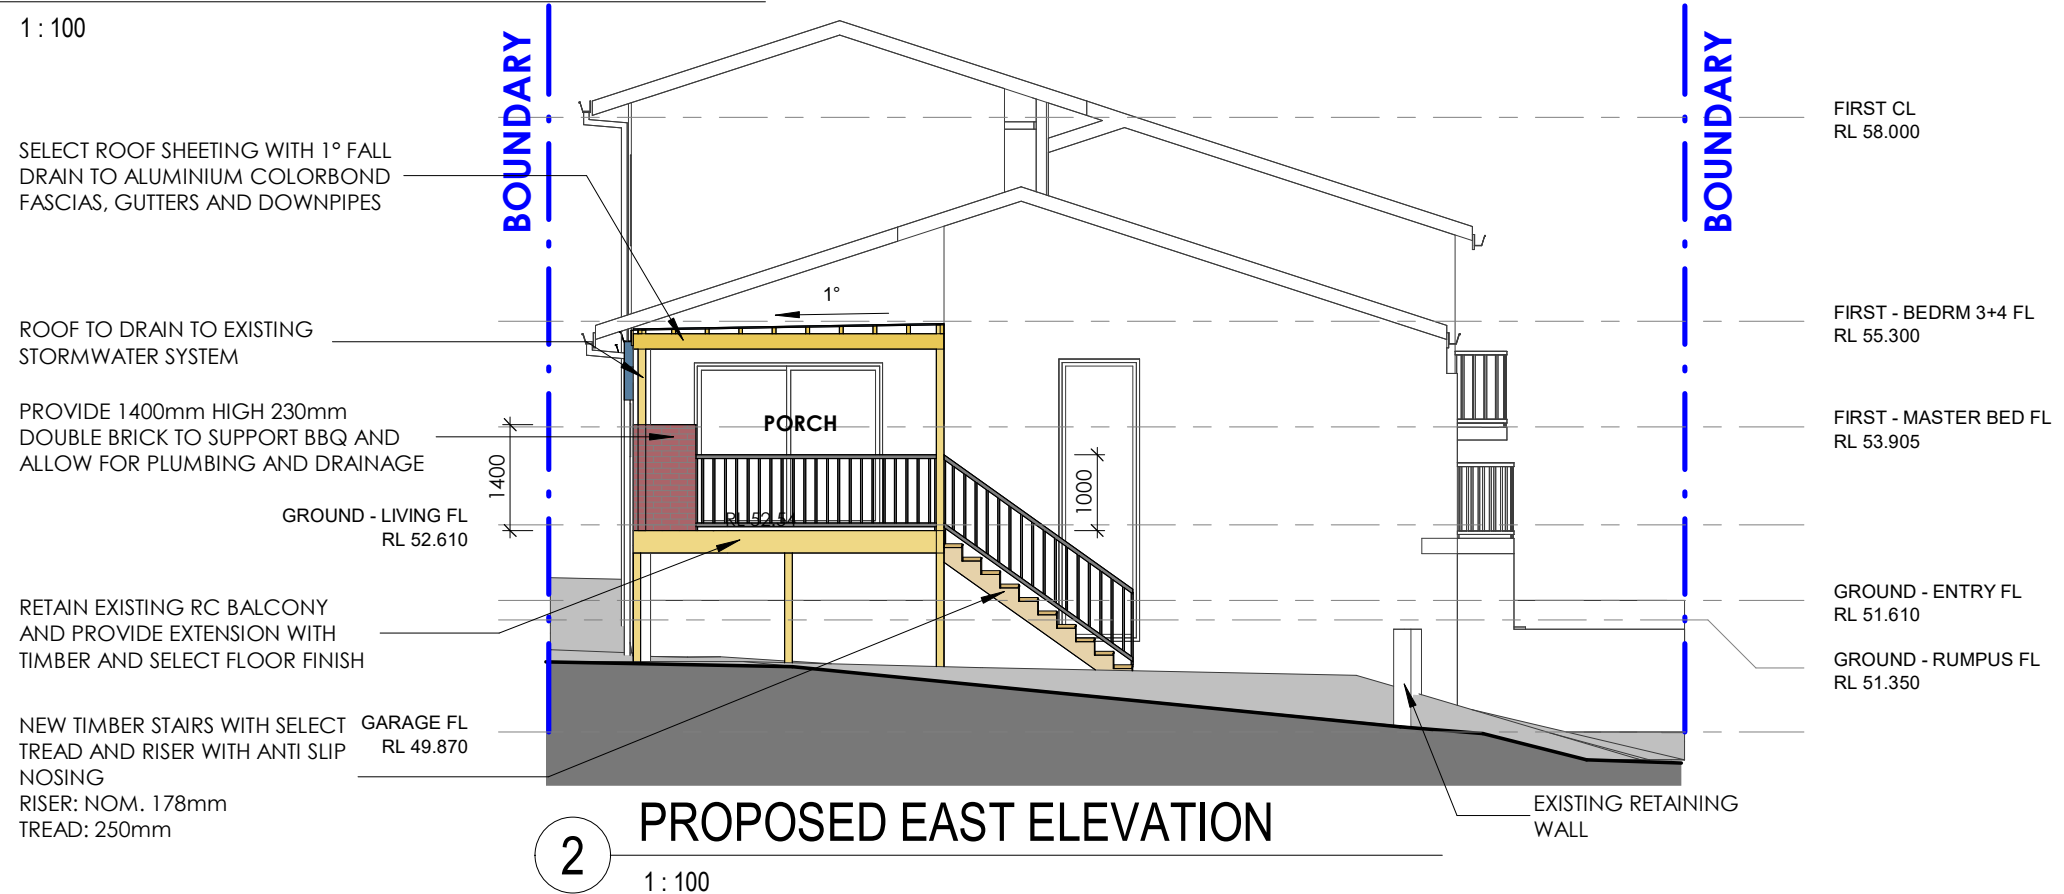 1 : 100
BOUNDARY
BOUNDARY
FIRST CL
RL 58.000
SELECT ROOF SHEETING WITH 1° FALL
DRAIN TO ALUMINIUM COLORBOND
FASCIAS, GUTTERS AND DOWNPIPES
1°
FIRST - BEDRM 3+4 FL
RL 55.300
ROOF TO DRAIN TO EXISTING
STORMWATER SYSTEM
PROVIDE 1400mm HIGH 230mm
DOUBLE BRICK TO SUPPORT BBQ AND
ALLOW FOR PLUMBING AND DRAINAGE
PORCH
FIRST - MASTER BED FL
RL 53.905
1400
1000
GROUND - LIVING FL
RL 52.610
RL 52.54
RETAIN EXISTING RC BALCONY
AND PROVIDE EXTENSION WITH
TIMBER AND SELECT FLOOR FINISH
GROUND - ENTRY FL
RL 51.610
GROUND - RUMPUS FL
RL 51.350
NEW TIMBER STAIRS WITH SELECT
TREAD AND RISER WITH ANTI SLIP
NOSING
RISER: NOM. 178mm
TREAD: 250mm
GARAGE FL
RL 49.870
EXISTING RETAINING
WALL
2
PROPOSED EAST ELEVATION
1 : 100